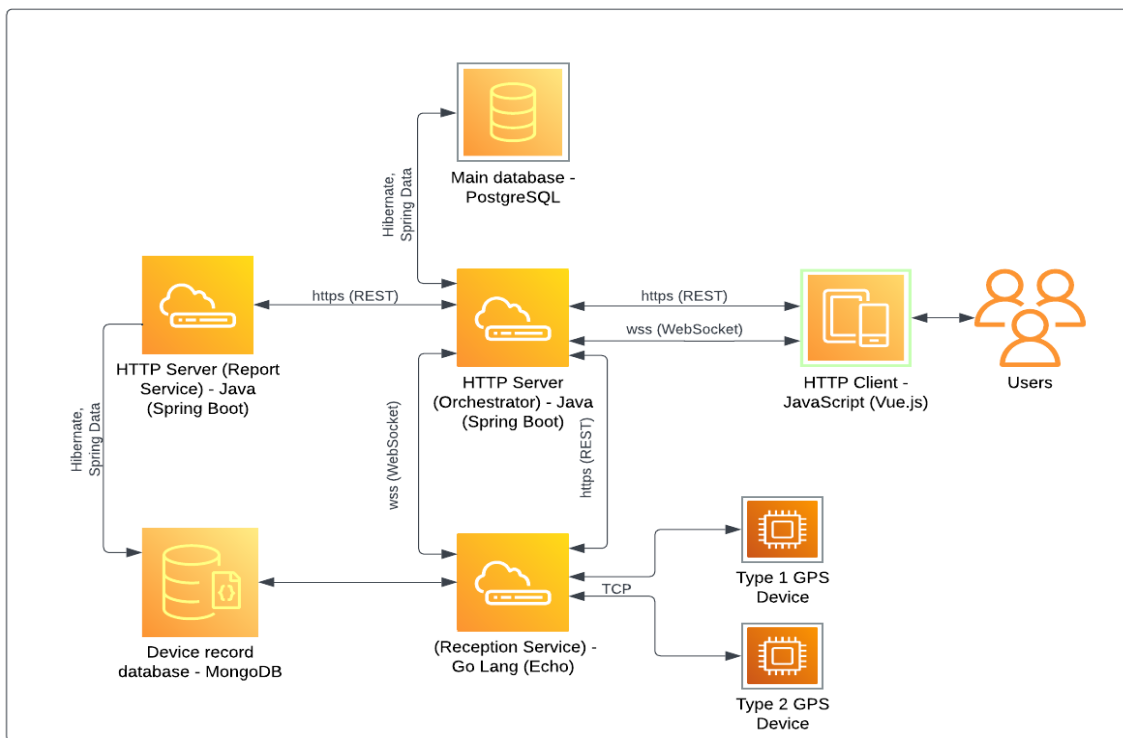 Main database -
PostgreSQL
Hibernate,
Spring Data
https (REST)
https (REST)
wss (WebSocket)
HTTP Server (Report
Service) - Java
(Spring Boot)
HTTP Server
(Orchestrator) - Java
(Spring Boot)
HTTP Client -
JavaScript (Vue.js)
Users
Hibernate,
Spring Data
wss (WebSocket)
https (REST)
Type 1 GPS
Device
TCP
Device record
database - MongoDB
(Reception Service) -
Go Lang (Echo)
Type 2 GPS
Device